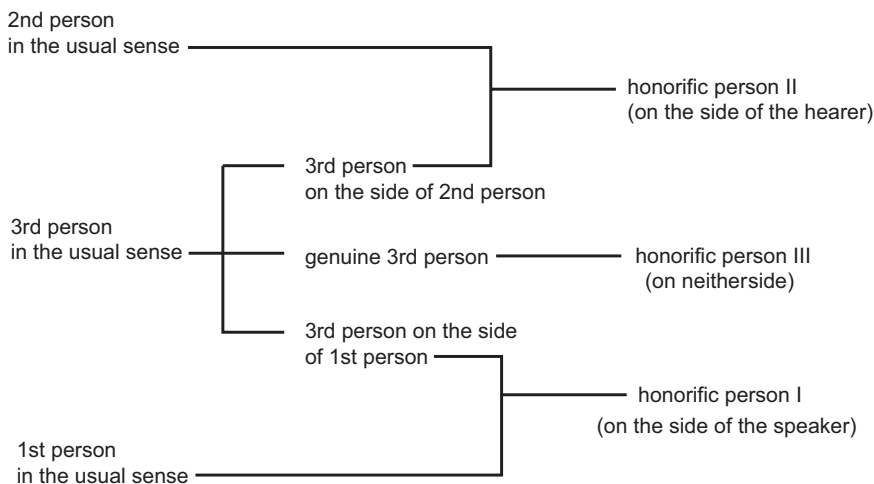 2nd person
in the usual sense
honorific person II
(on the side of the hearer)
3rd person
on the side of 2nd person
3rd person
in the usual sense
genuine 3rd person
honorific person III
(on neitherside)
3rd person on the side
of 1st person
honorific person I
(on the side of the speaker)
1st person
in the usual sense